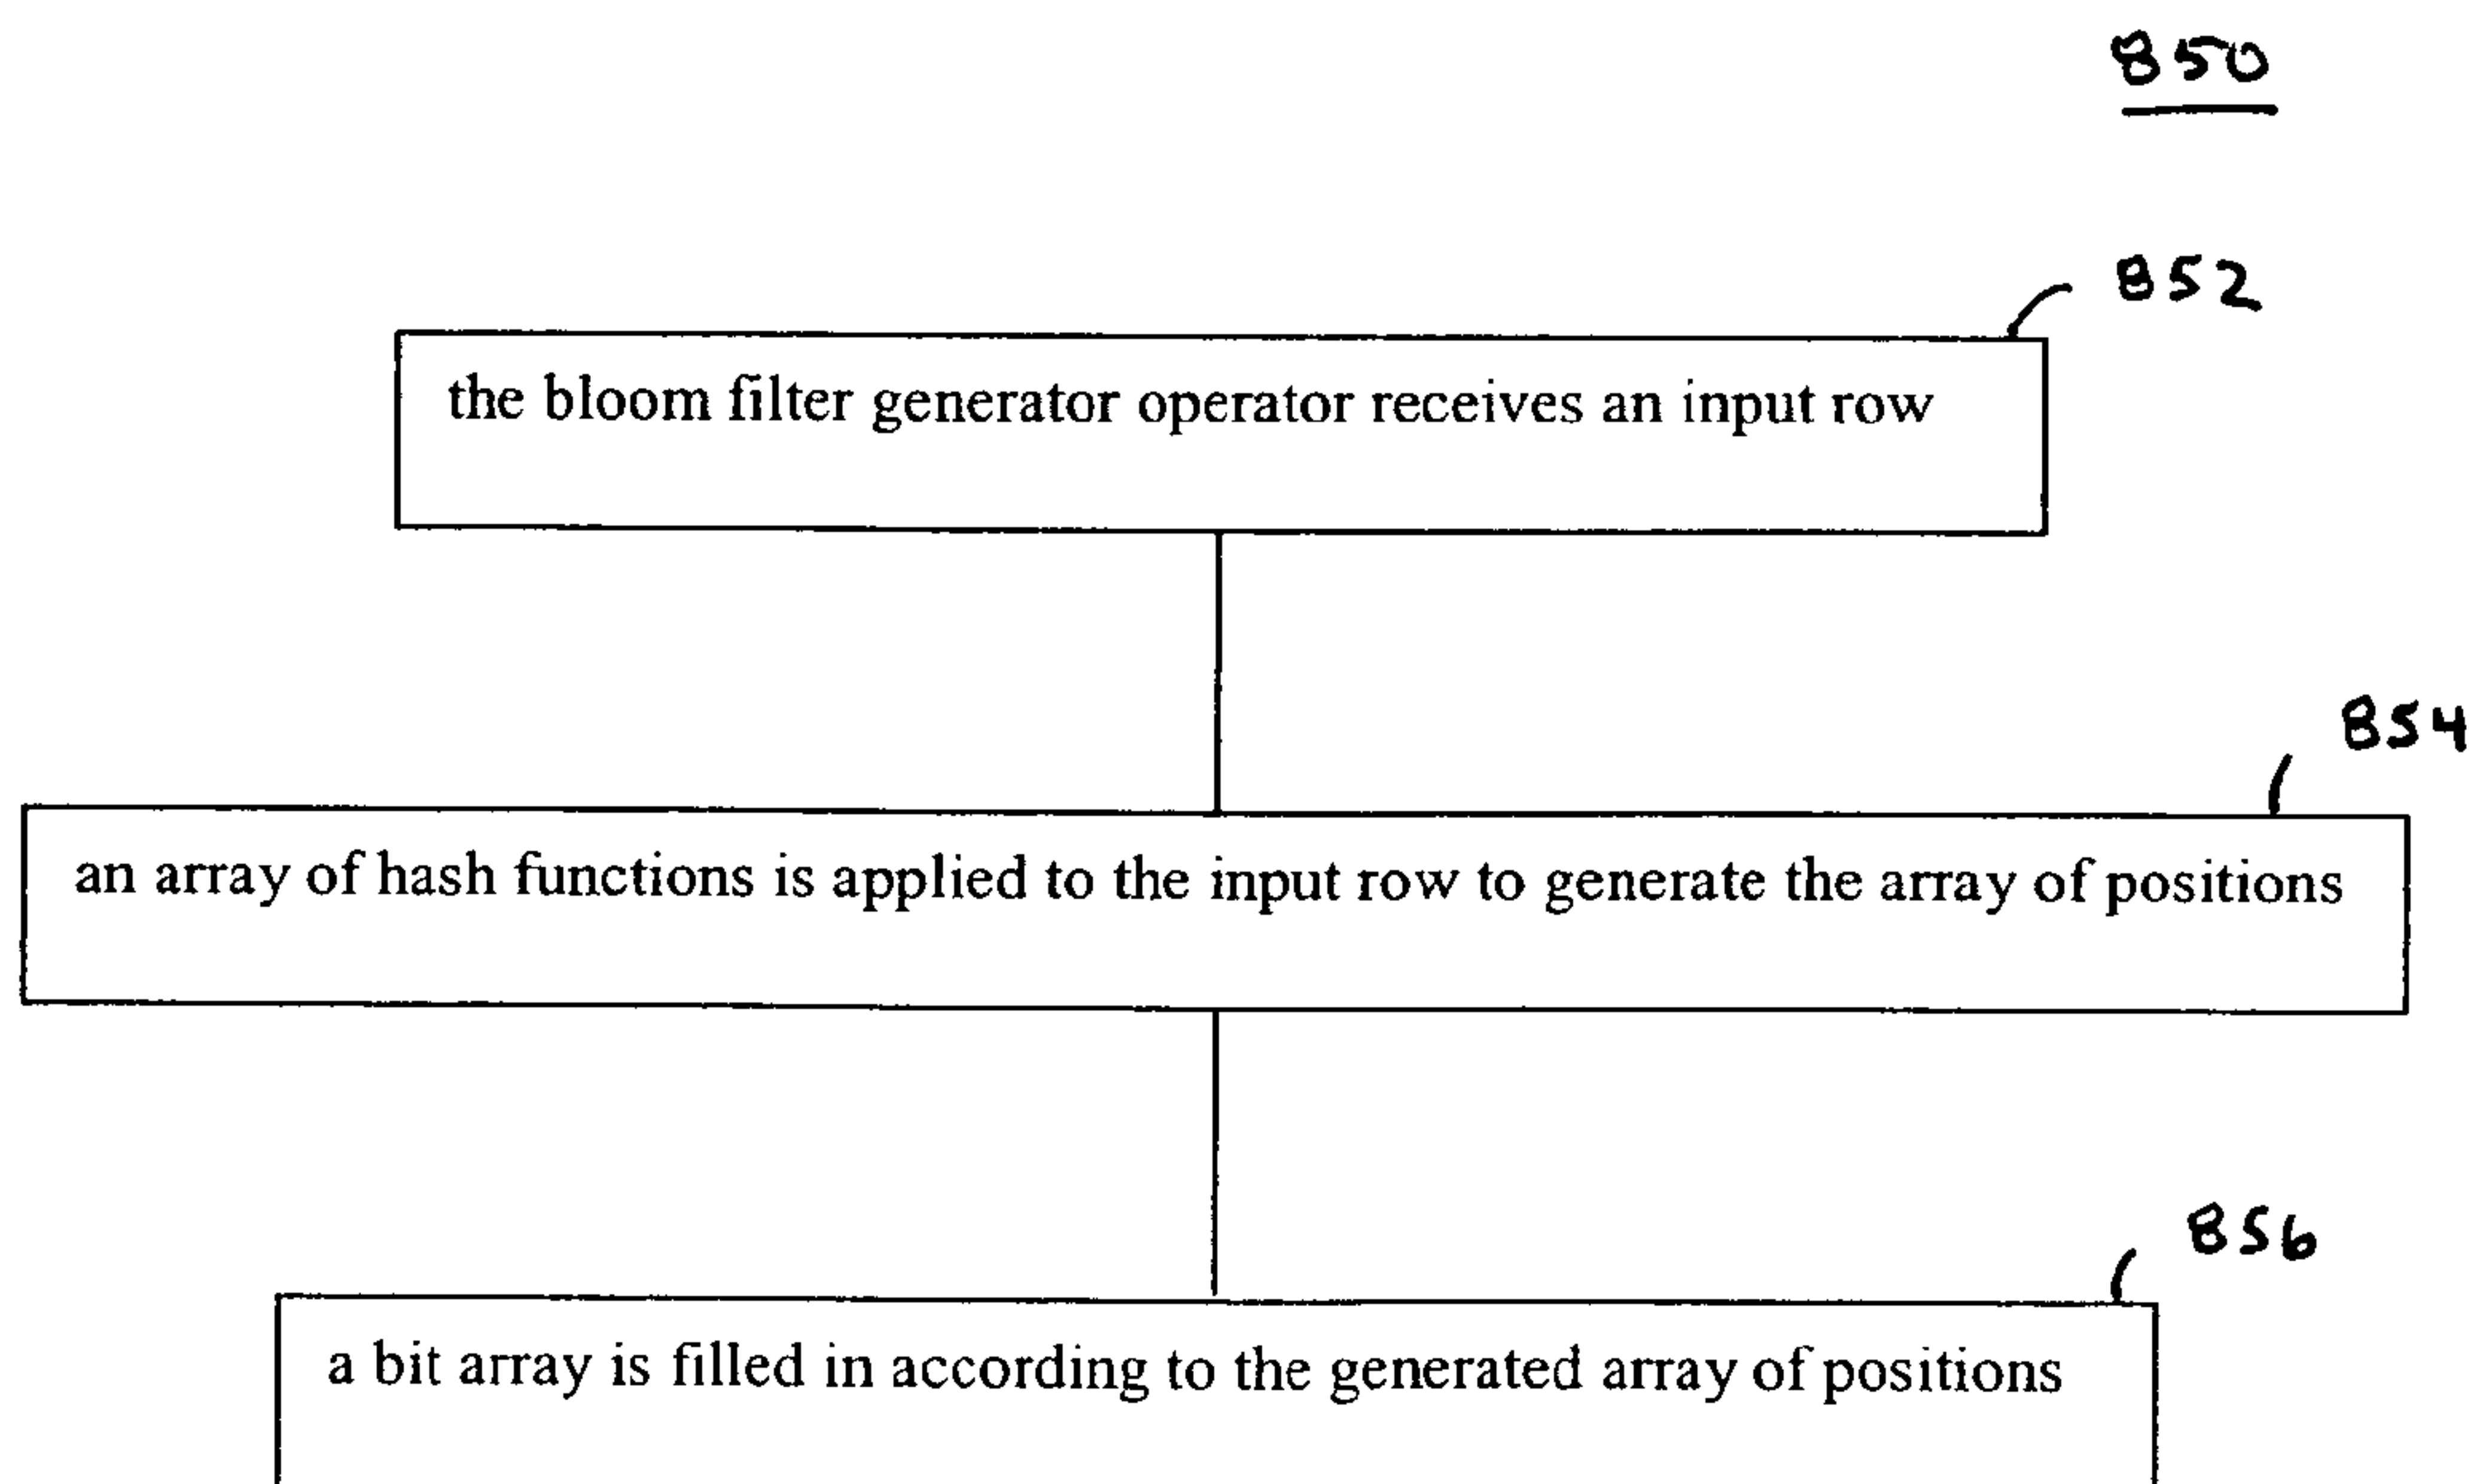 850
852
the bloom filter generator operator receives an input row
854
an array of hash functions is applied to the input row to generate the array of positions
856
a bit array is filled in according to the generated array of positions